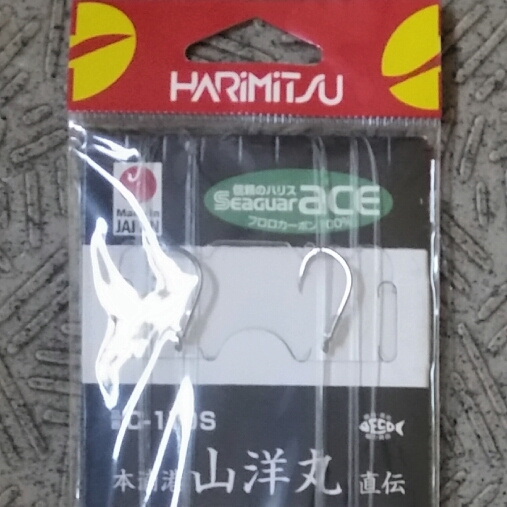 HARIMITSU
Made in
JAPAN
信頼のハリス
Seaguar ace
フロロカーボン100%
山洋丸 直伝